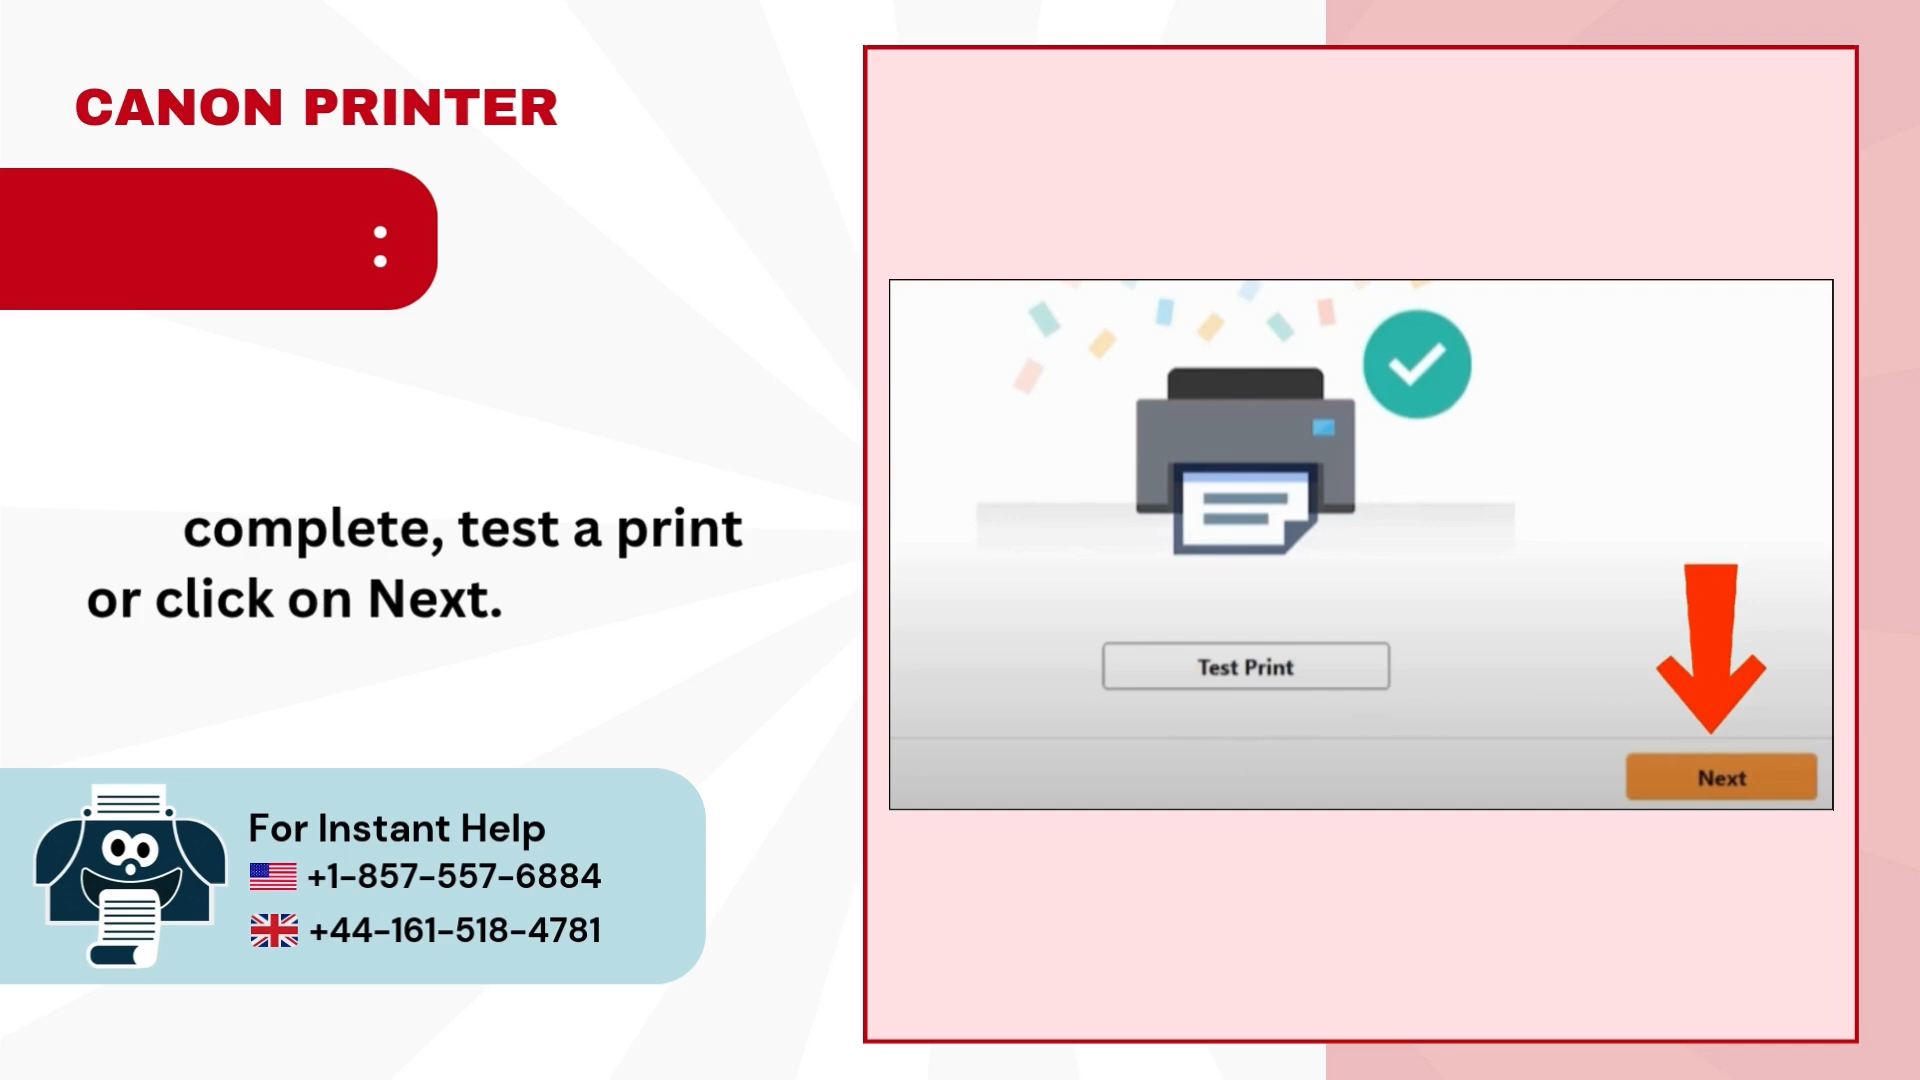 CANON PRINTER
:
complete, test a print
or click on Next.
Test Print
Next
For Instant Help
+1-857-557-6884
+44-161-518-4781